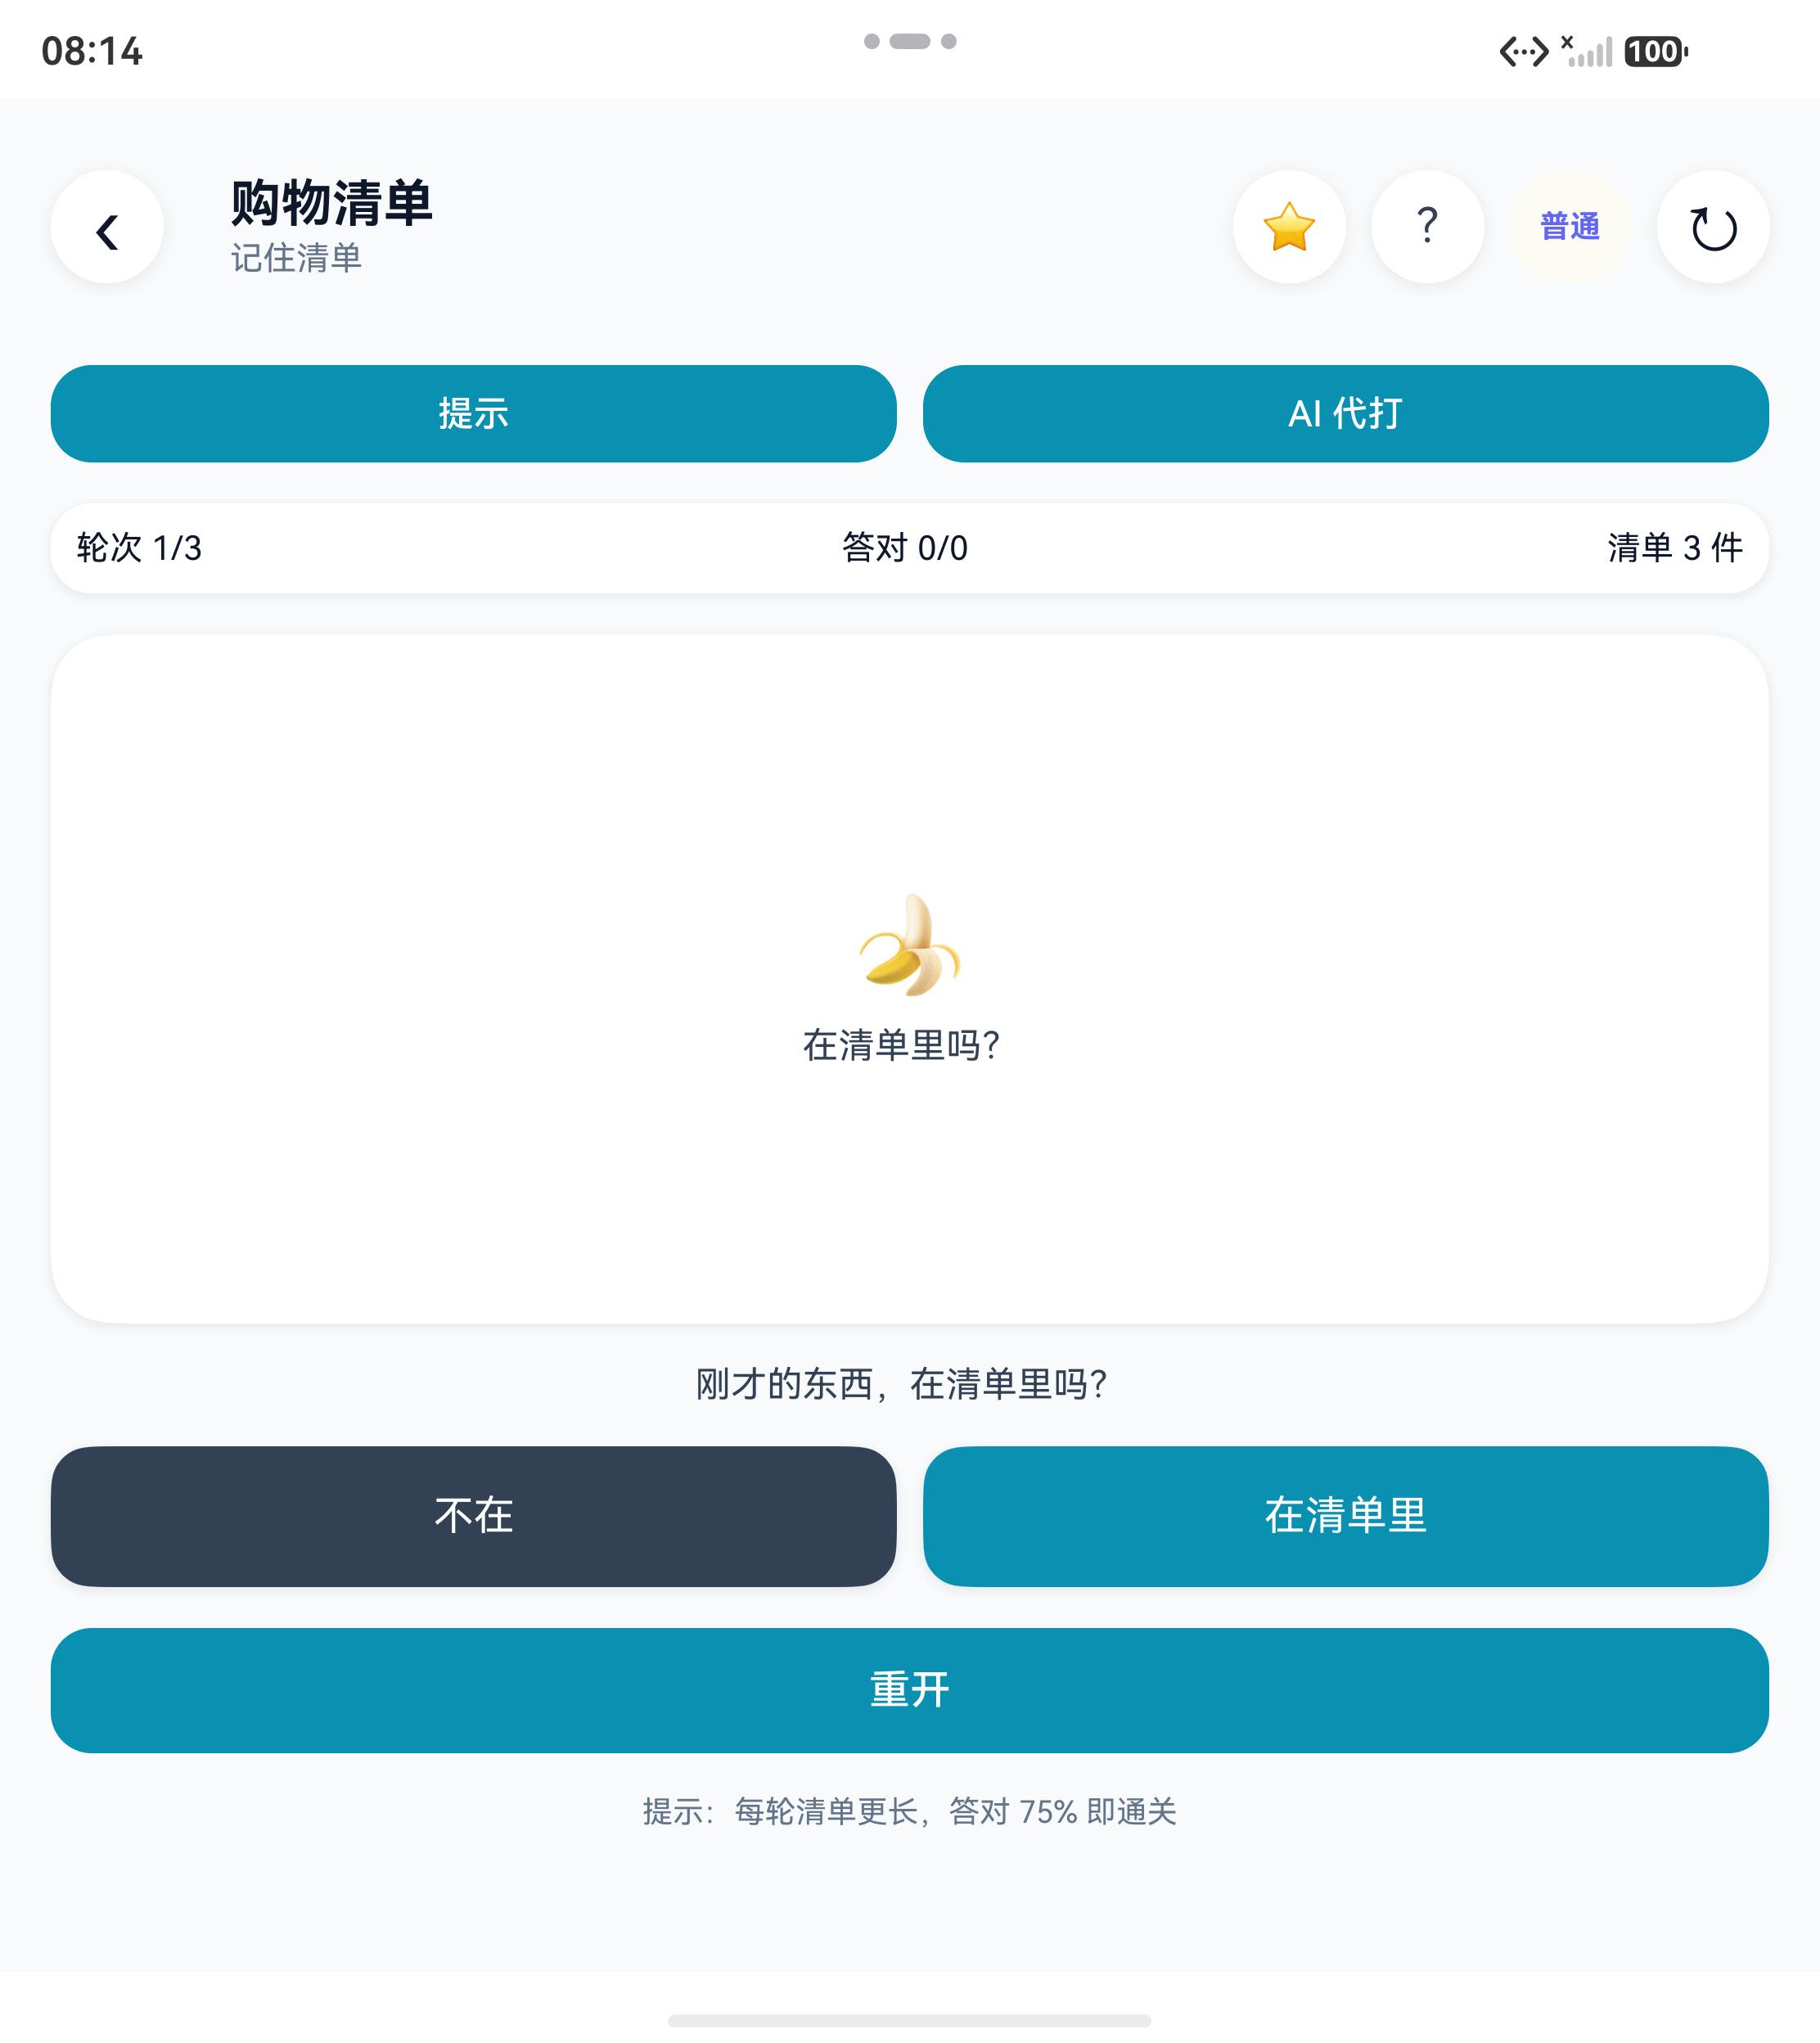 08:14
100
购物清单
记住清单
?
普通
提示
AI 代打
轮次 1/3
答对 0/0
清单 3 件
在清单里吗?
刚才的东西，在清单里吗?
不在
在清单里
重开
提示：每轮清单更长，答对 75% 即通关